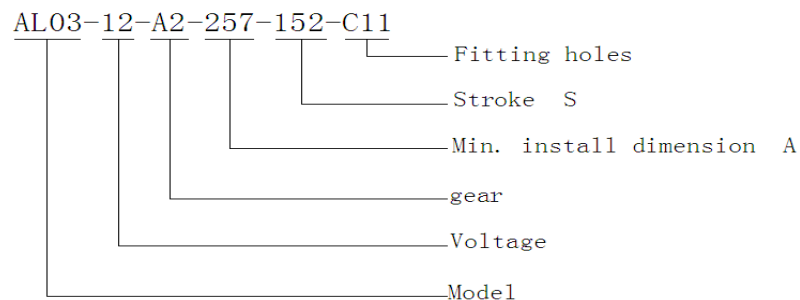 AL03-12-A2-257-152-C11
Fitting holes
Stroke S
Min. install dimension A
gear
Voltage
Model